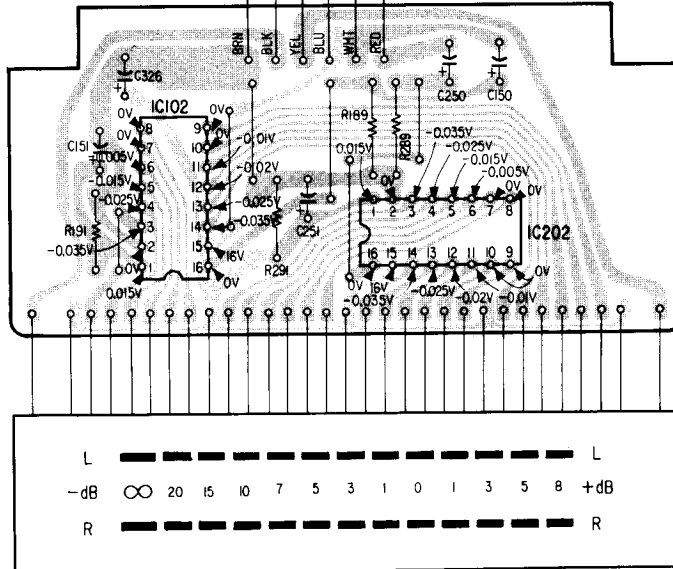 BRN BLK YEL BLU WHT RED
C326
C250 C150
IC102
R189 R289
0V 8 9 0V
0V 7 10 -0.01V
C151 -0.005V 6 11 -0.02V
-0.015V 5 12 -0.025V
-0.025V 4 13 -0.035V
R191 -0.035V 3 14
2 15 16V
0V 1 16 0V
0.015V
R291 C251
0.015V 0V -0.035V -0.025V -0.015V -0.005V 0V 0V
1 2 3 4 5 6 7 8
IC202
16 15 14 13 12 11 10 9
0V 16V -0.035V -0.025V -0.02V -0.01V 0V
L L
-dB ∞ 20 15 10 7 5 3 1 0 1 3 5 8 +dB
R R